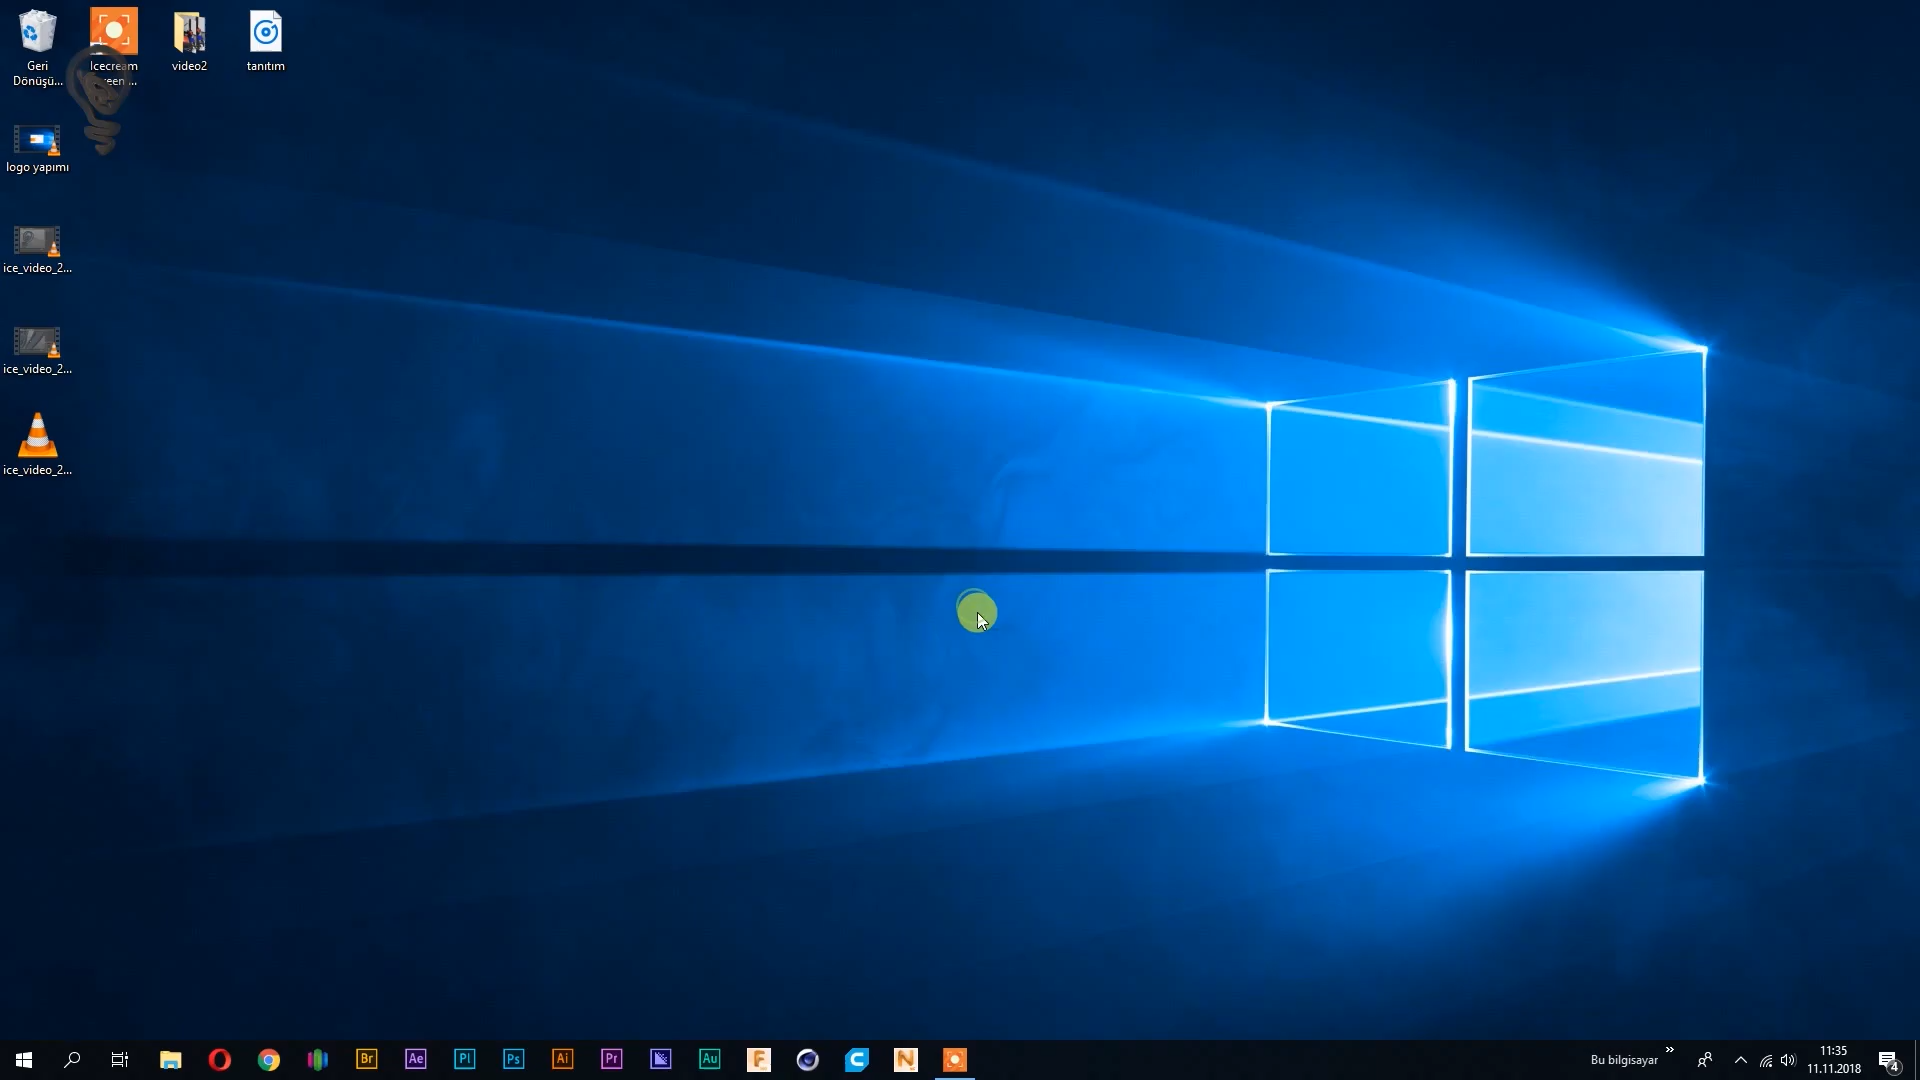 Geri
Dönüşü...
Icecream
...
video2
tanıtım
logo yapımı
ice_video_2...
ice_video_2...
ice_video_2...
Br
Ae
Pl
Ps
Ai
Pr
Au
F
N
Bu bilgisayar
11:35
11.11.2018
4